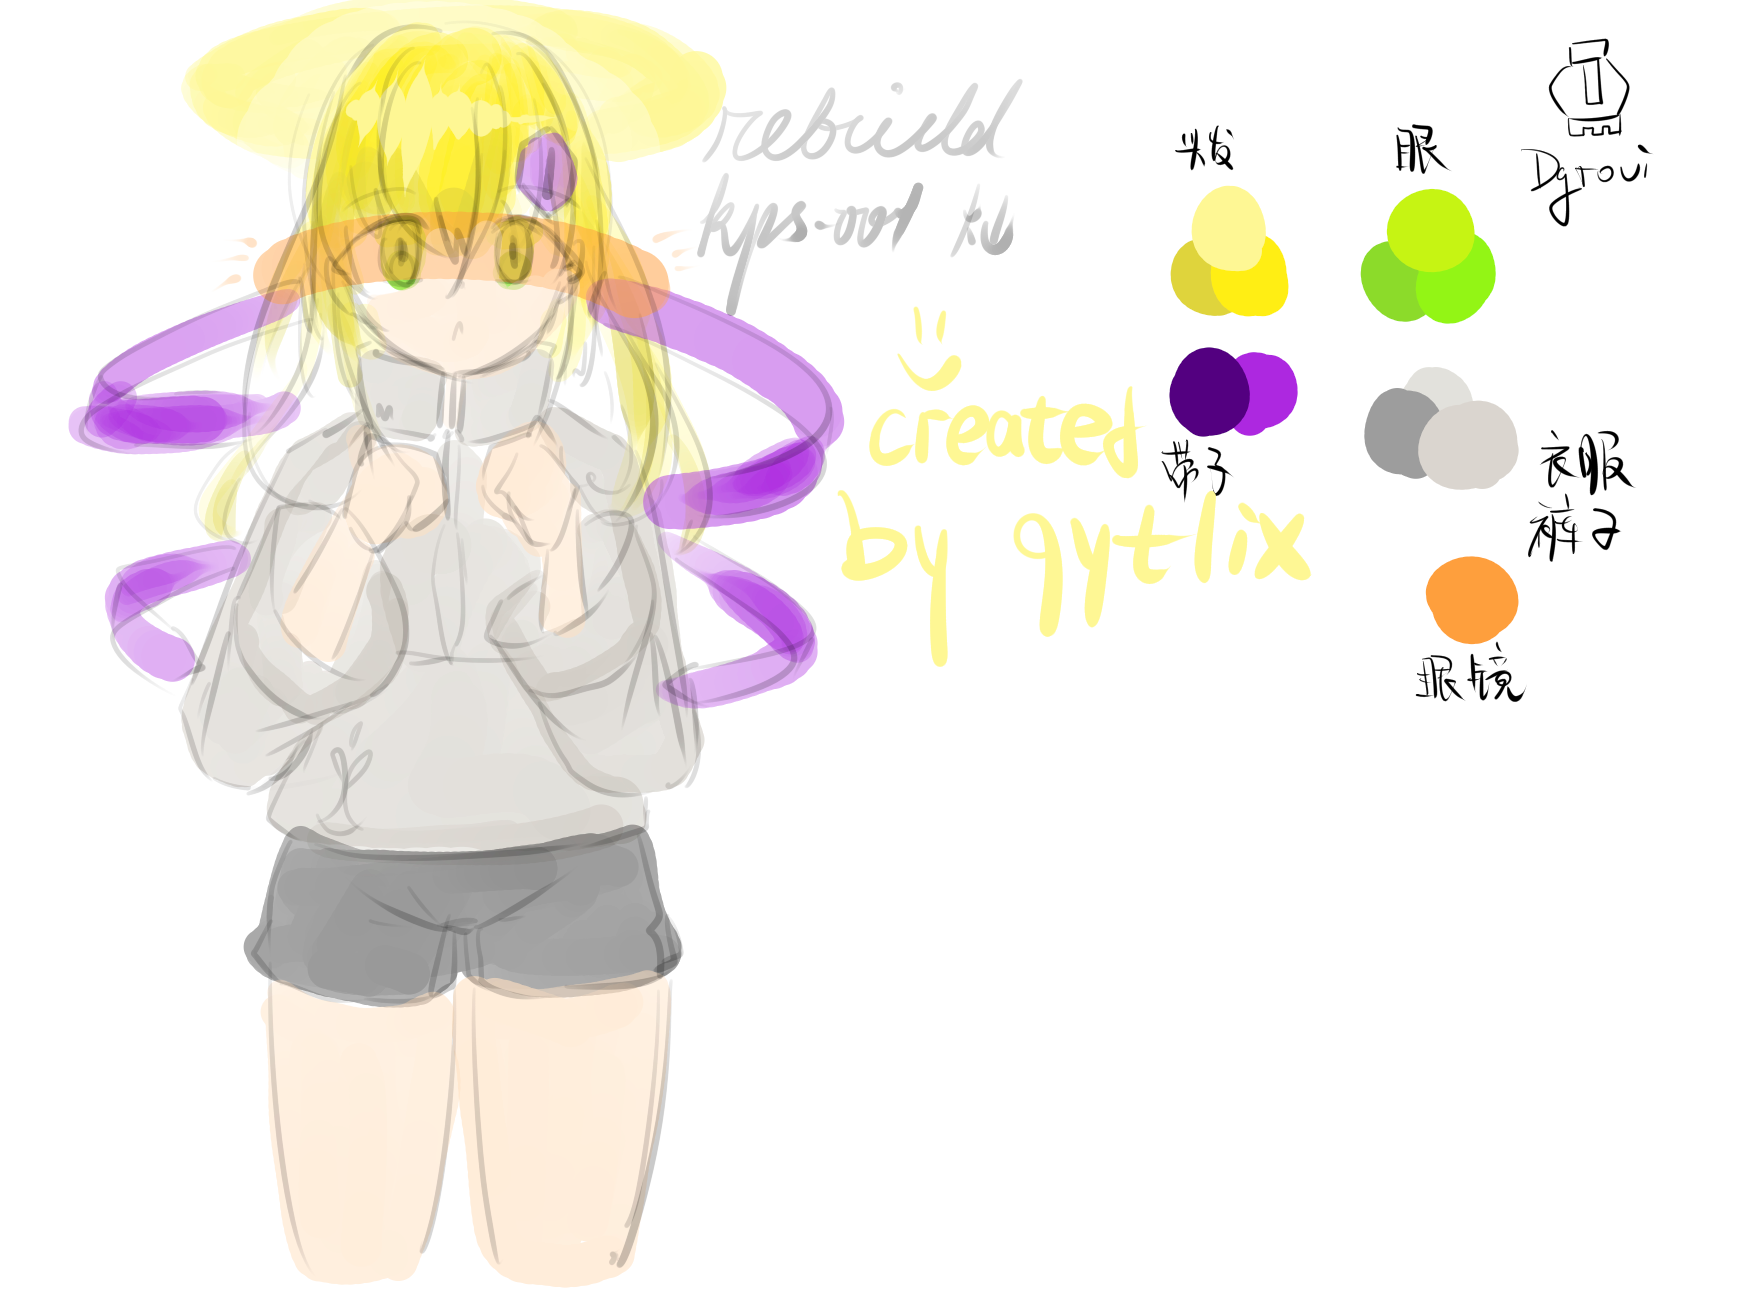 rebuild
kps-001
created
by qytlix
头发
眼
Dgroui
带子
衣服
裤子
眼镜